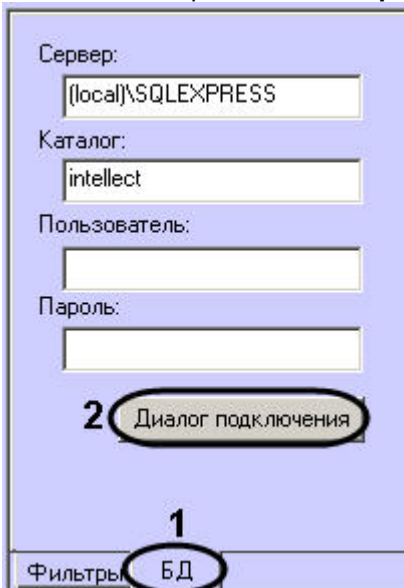 Сервер:
(local)\SQLEXPRESS
Каталог:
intellect
Пользователь:
Пароль:
2 Диалог подключения
1
Фильтры БД